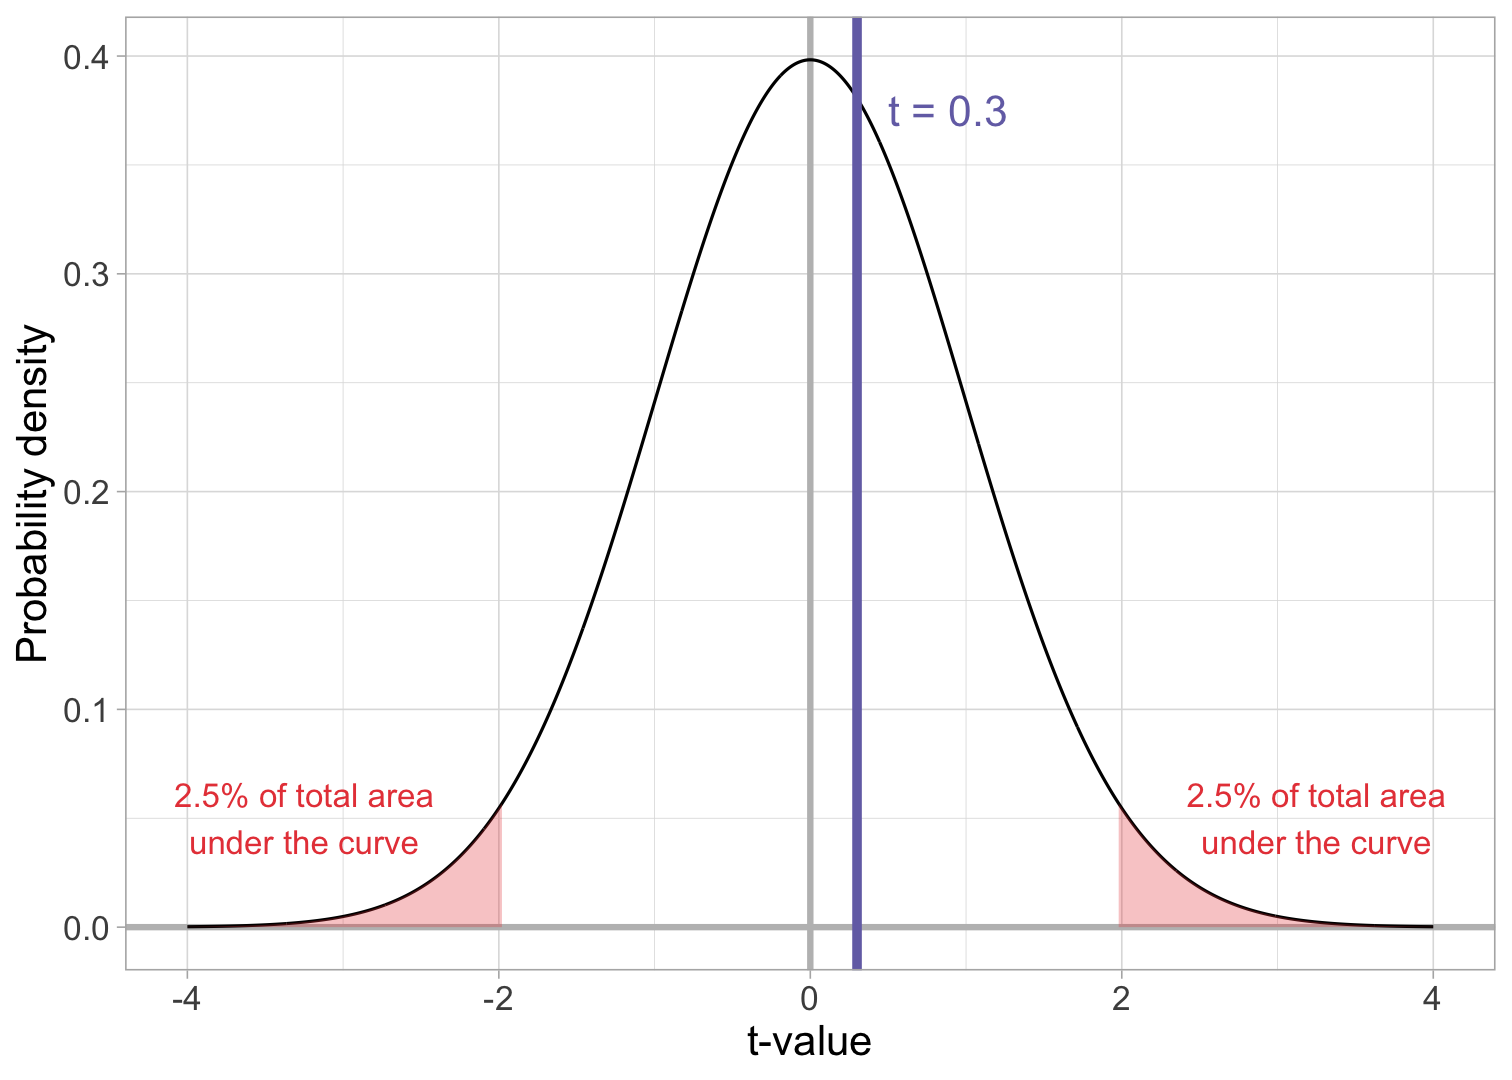 0.4
t = 0.3
0.3
Probability density
0.2
0.1
2.5% of total area
under the curve
2.5% of total area
under the curve
0.0
-4
-2
0
2
4
t-value